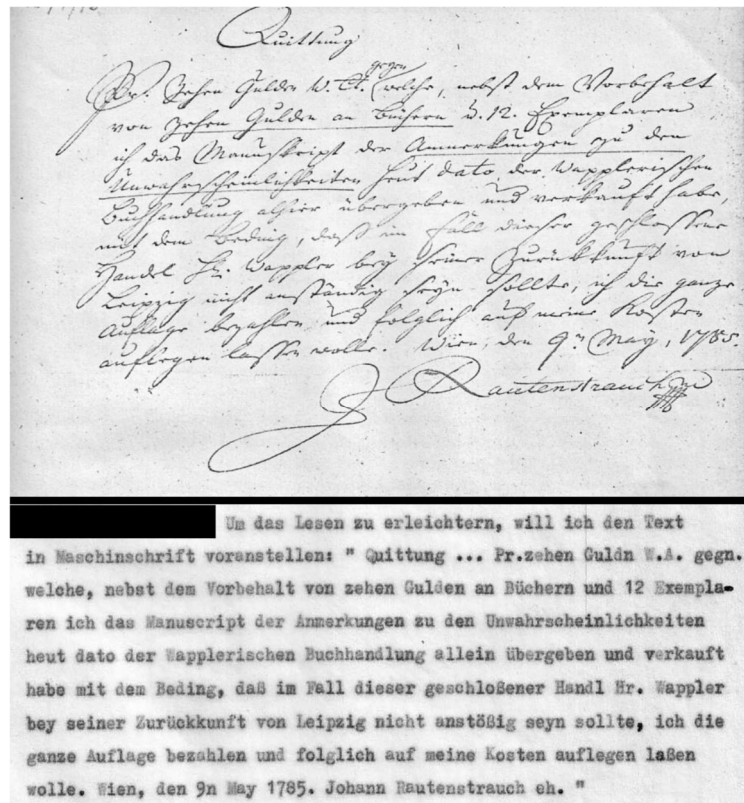 Quittung
Pr. Zehen Gulden W. W. gegen welche, nebst dem Vorbehalt
von zehen Gulden an Büchern u. 12. Exemplaren
ich das Manuskript der Anmerkungen zu den
Unwahrscheinlichkeiten heut dato der Wapplerischen
Buchhandlung alhier übergeben und verkauft habe,
mit dem Beding, daß im Fall dieser geschlossene
Handel H. Wappler bey seiner Zurückkunft von
Leipzig nicht anständig seyn sollte, ich die ganze
Auflage bezahlen und folglich auf meine Kosten
auflegen lassen wolle. Wien, den 9n May, 1785.
J Rautenstrauch
Um das Lesen zu erleichtern, will ich den Text
in Maschinschrift voranstellen: " Quittung ... Pr.zehen Guldn W.A. gegn.
welche, nebst dem Vorbehalt von zehen Gulden an Büchern und 12 Exempla-
ren ich das Manuscript der Anmerkungen zu den Unwahrscheinlichkeiten
heut dato der Wapplerischen Buchhandlung allein übergeben und verkauft
habe mit dem Beding, daß im Fall dieser geschloßener Handl Hr. Wappler
bey seiner Zurückkunft von Leipzig nicht anstößig seyn sollte, ich die
ganze Auflage bezahlen und folglich auf meine Kosten auflegen laßen
wolle. Wien, den 9n May 1785. Johann Rautenstrauch eh. "